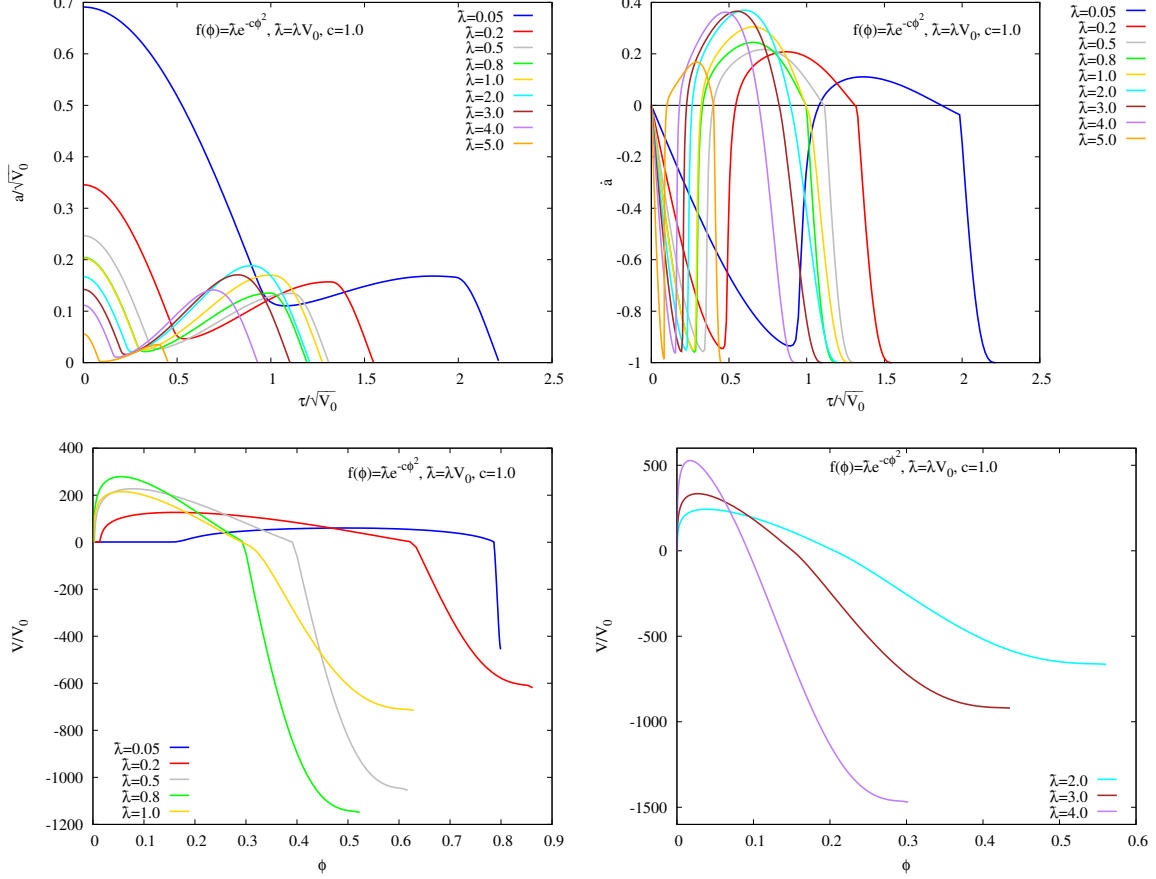 f(ϕ)=λ̃e^{-cϕ²}, λ̃=λV₀, c=1.0
λ̃=0.05
λ̃=0.2
λ̃=0.5
λ̃=0.8
λ̃=1.0
λ̃=2.0
λ̃=3.0
λ̃=4.0
λ̃=5.0
0.7
0.6
0.5
0.4
0.3
0.2
0.1
0
a/√V₀
0 0.5 1 1.5 2 2.5
τ/√V₀
f(ϕ)=λ̃e^{-cϕ²}, λ̃=λV₀, c=1.0
λ̃=0.05
λ̃=0.2
λ̃=0.5
λ̃=0.8
λ̃=1.0
λ̃=2.0
λ̃=3.0
λ̃=4.0
λ̃=5.0
0.4
0.2
0
-0.2
-0.4
-0.6
-0.8
-1
ȧ
0 0.5 1 1.5 2 2.5
τ/√V₀
f(ϕ)=λ̃e^{-cϕ²}, λ̃=λV₀, c=1.0
400
200
0
-200
-400
-600
-800
-1000
-1200
V/V₀
λ̃=0.05
λ̃=0.2
λ̃=0.5
λ̃=0.8
λ̃=1.0
0 0.1 0.2 0.3 0.4 0.5 0.6 0.7 0.8 0.9
ϕ
f(ϕ)=λ̃e^{-cϕ²}, λ̃=λV₀, c=1.0
500
0
-500
-1000
-1500
V/V₀
λ̃=2.0
λ̃=3.0
λ̃=4.0
0 0.1 0.2 0.3 0.4 0.5 0.6
ϕ